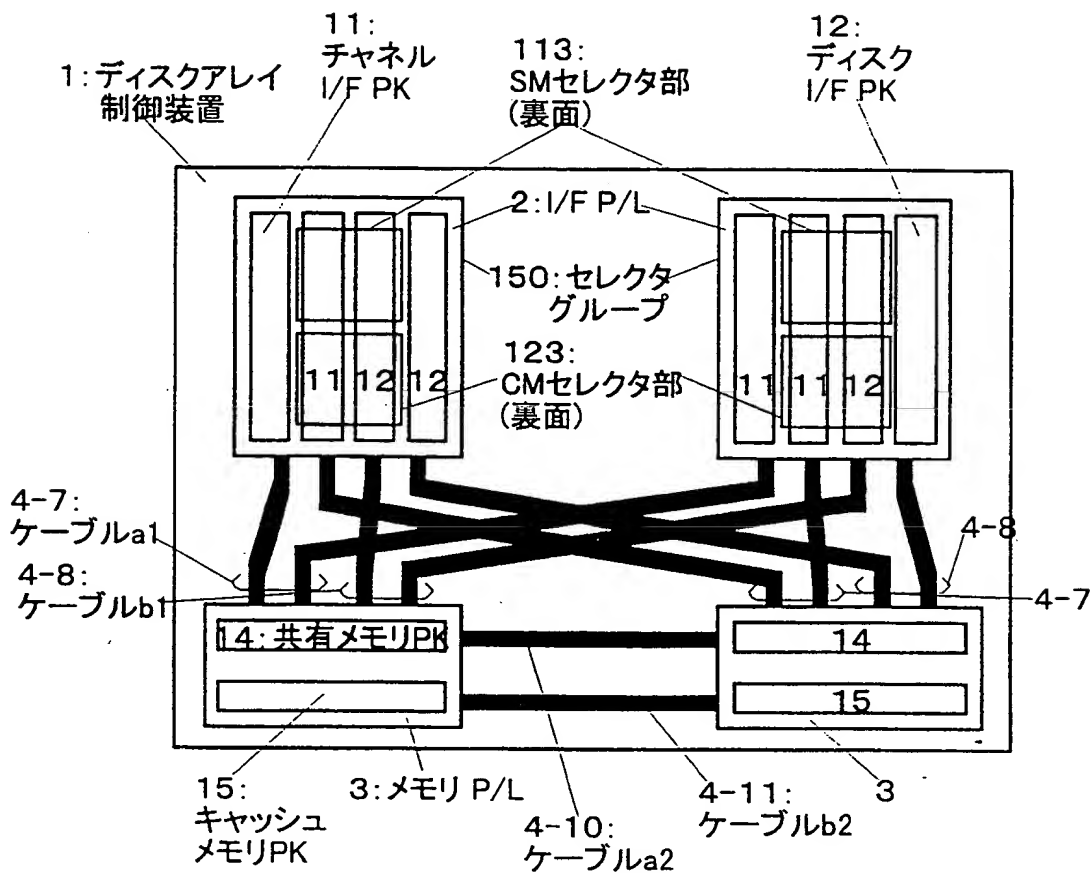 11:
チャネル
I/F PK
113:
SMセレクタ部
(裏面)
12:
ディスク
I/F PK
1:ディスクアレイ
制御装置
2:I/F P/L
150:セレクタ
グループ
123:
CMセレクタ部
(裏面)
11
12
12
11
11
12
4-7:
ケーブルa1
4-8:
ケーブルb1
4-8
4-7
14:共有メモリPK
14
15
15:
キャッシュ
メモリPK
3:メモリ P/L
4-10:
ケーブルa2
4-11:
ケーブルb2
3